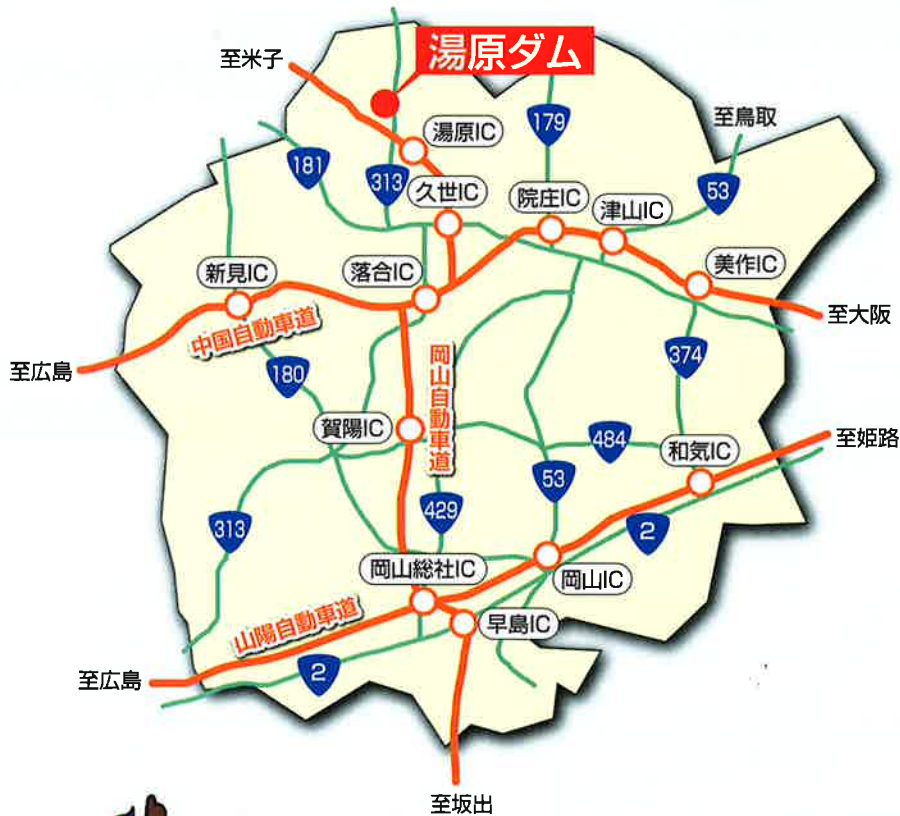 湯原ダム
至米子
179
至鳥取
湯原IC
181
313
久世IC
院庄IC
津山IC
53
新見IC
落合IC
美作IC
至大阪
中国自動車道
至広島
180
岡山自動車道
374
賀陽IC
484
和気IC
至姫路
53
429
313
2
岡山総社IC
岡山IC
山陽自動車道
早島IC
2
至広島
至坂出